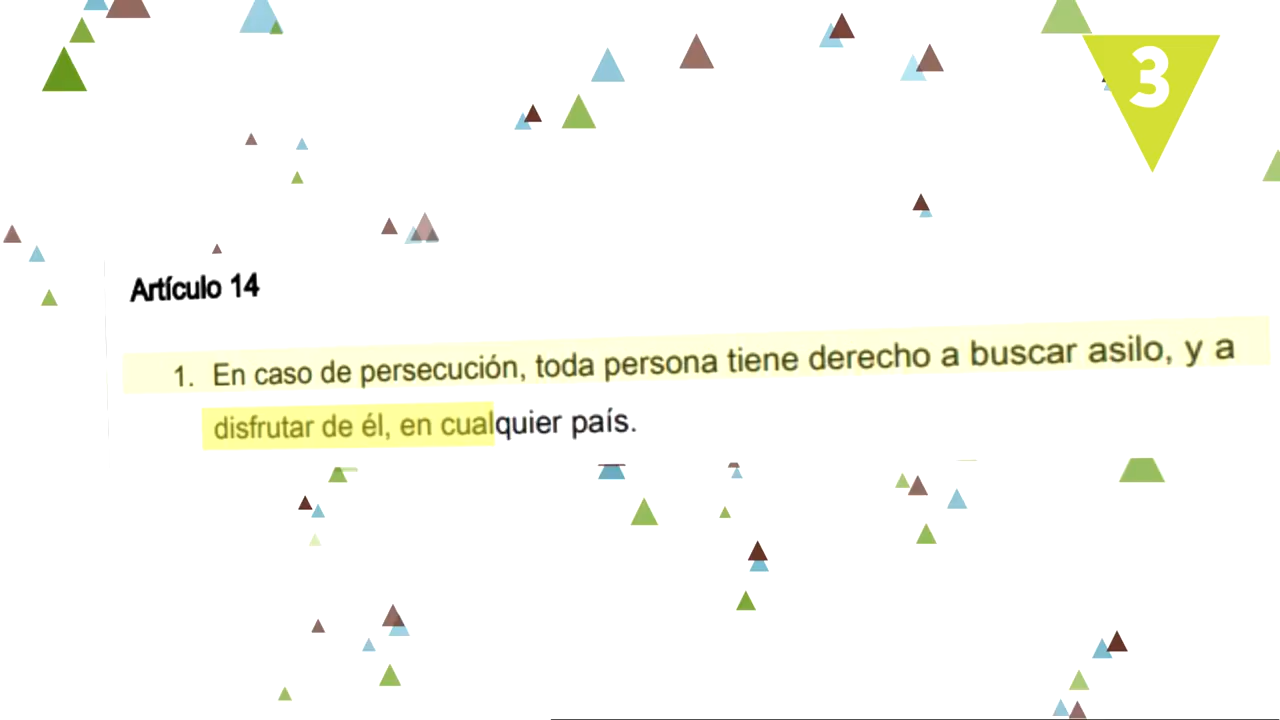 3
Artículo 14
1. En caso de persecución, toda persona tiene derecho a buscar asilo, y a
disfrutar de él, en cualquier país.